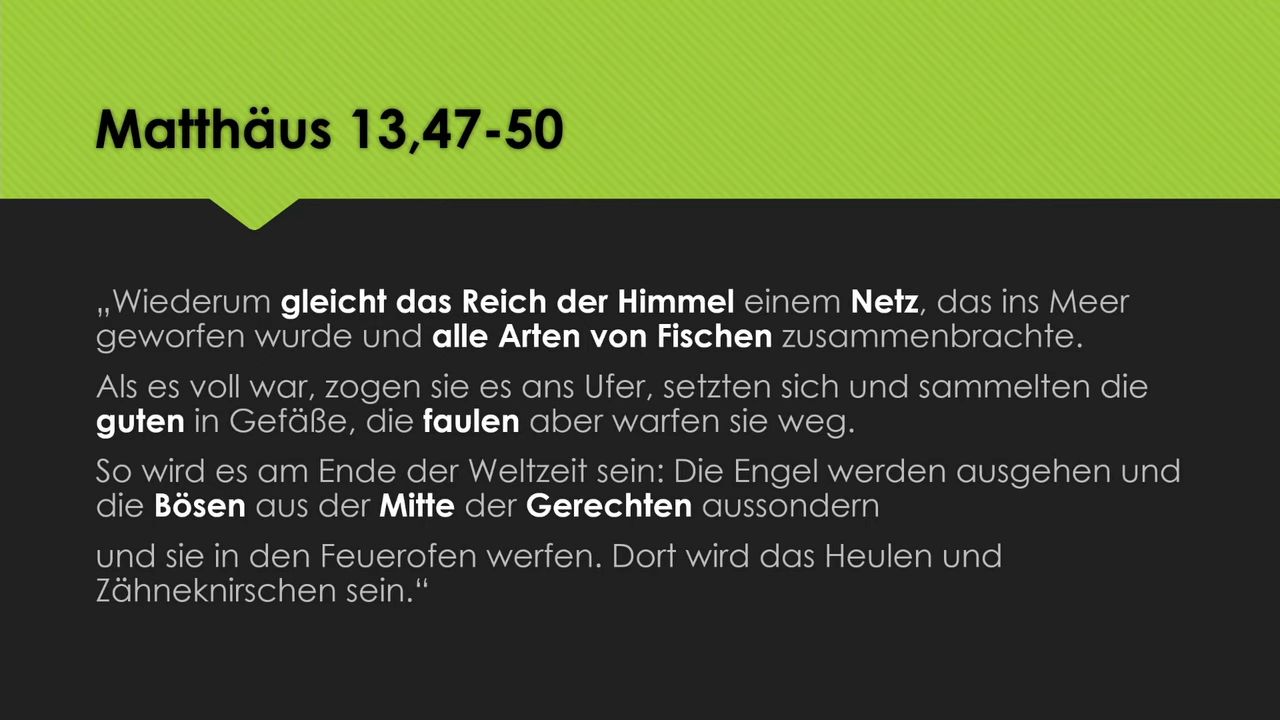 Matthäus 13,47-50
„Wiederum gleicht das Reich der Himmel einem Netz, das ins Meer
geworfen wurde und alle Arten von Fischen zusammenbrachte.
Als es voll war, zogen sie es ans Ufer, setzten sich und sammelten die
guten in Gefäße, die faulen aber warfen sie weg.
So wird es am Ende der Weltzeit sein: Die Engel werden ausgehen und
die Bösen aus der Mitte der Gerechten aussondern
und sie in den Feuerofen werfen. Dort wird das Heulen und
Zähneknirschen sein.“